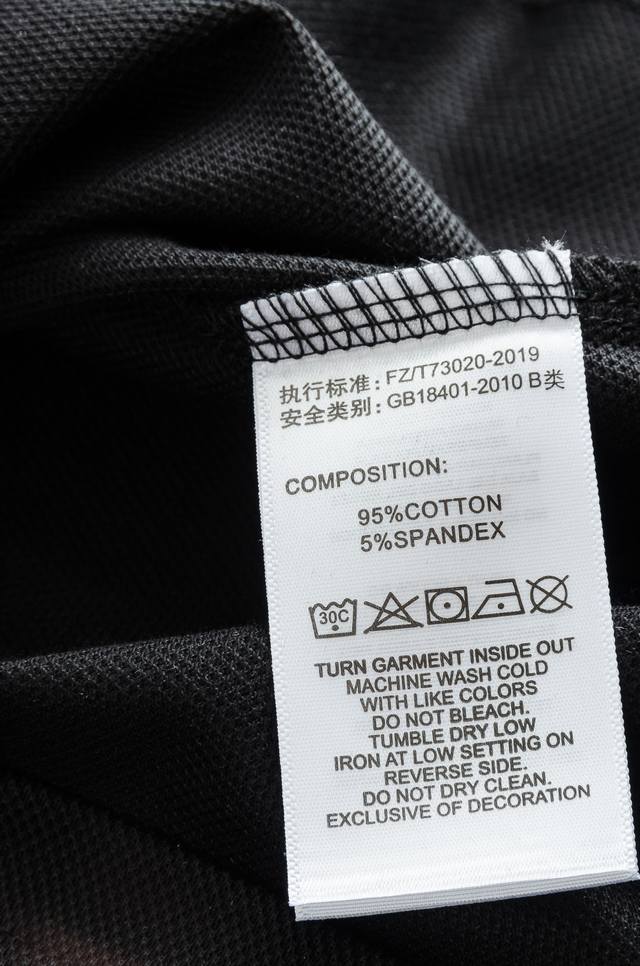 执行标准：FZ/T73020-2019
安全类别：GB18401-2010 B类
COMPOSITION:
95%COTTON
5%SPANDEX
30C
TURN GARMENT INSIDE OUT
MACHINE WASH COLD
WITH LIKE COLORS
DO NOT BLEACH.
TUMBLE DRY LOW
IRON AT LOW SETTING ON
REVERSE SIDE.
DO NOT DRY CLEAN.
EXCLUSIVE OF DECORATION